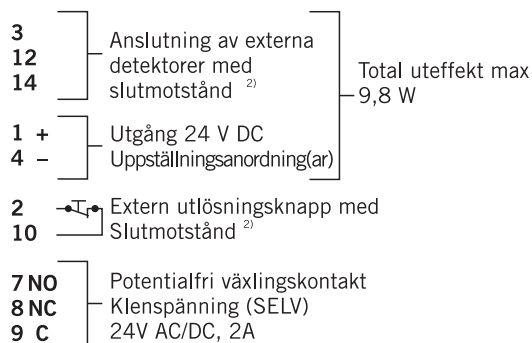 3
12
14
Anslutning av externa
detektorer med
slutmotstånd 2)
Total uteffekt max
9,8 W
1 +
4 –
Utgång 24 V DC
Uppställningsanordning(ar)
2
10
Extern utlösningsknapp med
Slutmotstånd 2)
7 NO
8 NC
9 C
Potentialfri växlingskontakt
Klenspänning (SELV)
24V AC/DC, 2A